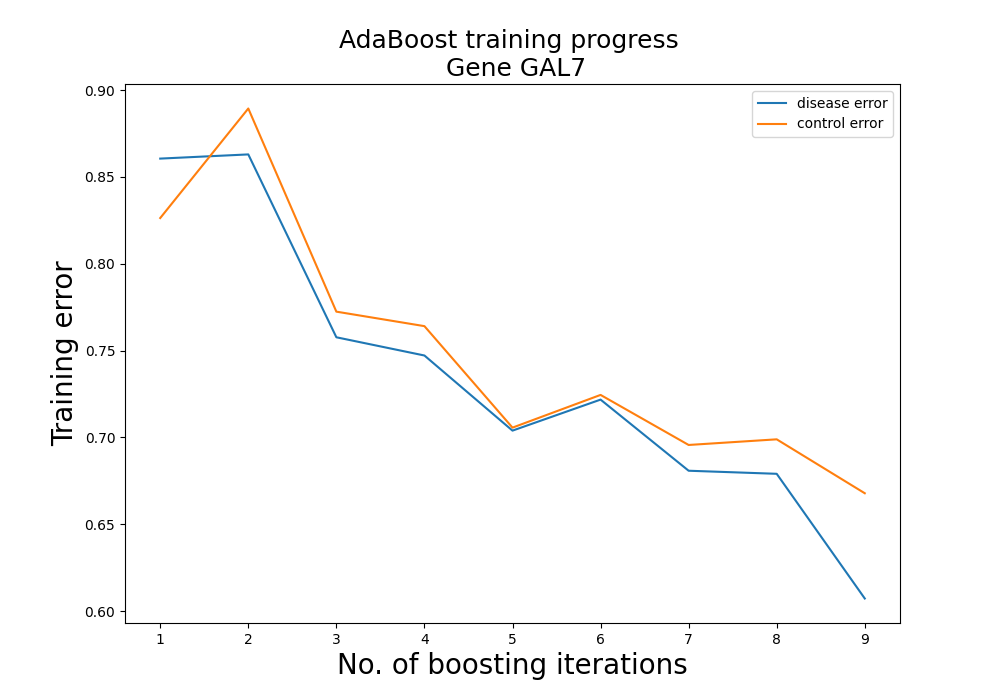 AdaBoost training progress
Gene GAL7
disease error
control error
Training error
0.90
0.85
0.80
0.75
0.70
0.65
0.60
1 2 3 4 5 6 7 8 9
No. of boosting iterations